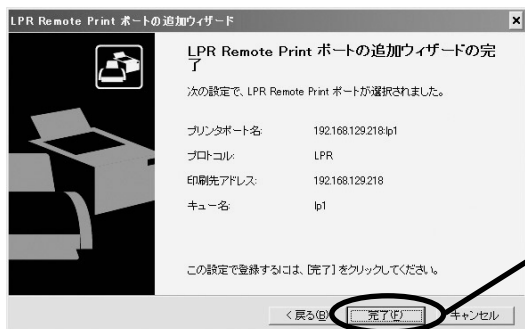 LPR Remote Print ポートの追加ウィザード
LPR Remote Print ポートの追加ウィザードの完
了
次の設定で、LPR Remote Print ポートが選択されました。
プリンタポート名: 192.168.129.218:lp1
プロトコル: LPR
印刷先アドレス: 192.168.129.218
キュー名: lp1
この設定で登録するには、[完了] をクリックしてください。
< 戻る(B) 完了(F) キャンセル